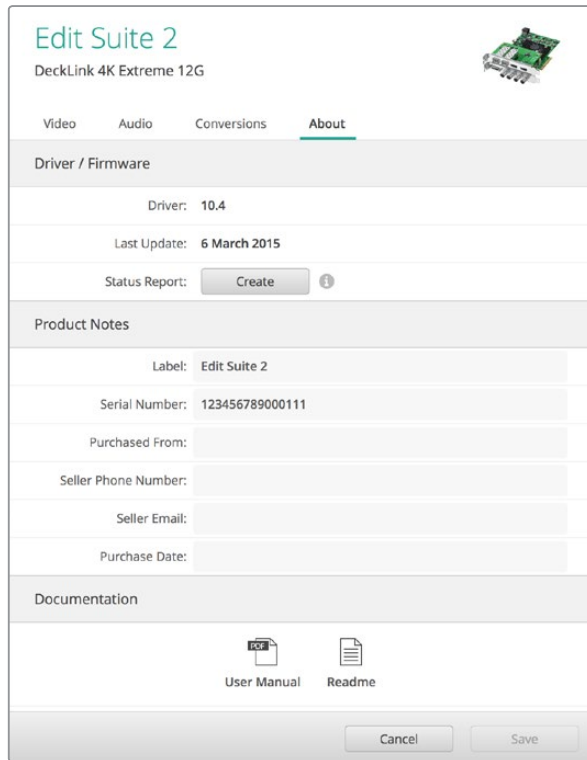 Edit Suite 2
DeckLink 4K Extreme 12G
Video Audio Conversions About
Driver / Firmware
Driver: 10.4
Last Update: 6 March 2015
Status Report: Create
Product Notes
Label: Edit Suite 2
Serial Number: 123456789000111
Purchased From:
Seller Phone Number:
Seller Email:
Purchase Date:
Documentation
PDF
User Manual Readme
Cancel Save